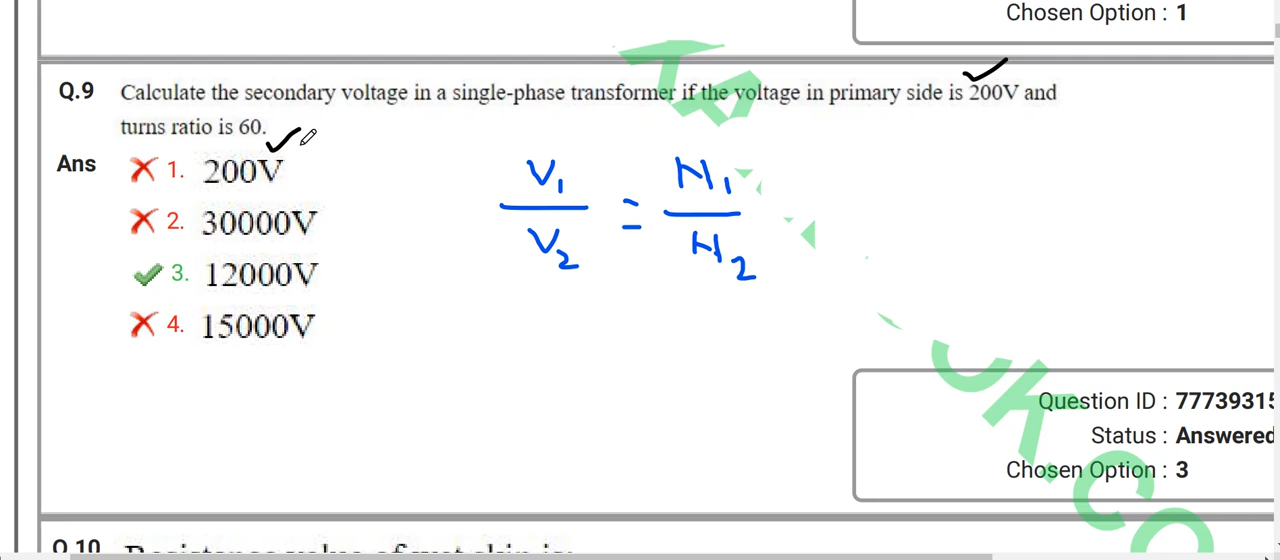 Chosen Option : 1
Q.9 Calculate the secondary voltage in a single-phase transformer if the voltage in primary side is 200V and
turns ratio is 60.
Ans 1. 200V
2. 30000V
3. 12000V
4. 15000V
V1 / V2 = N1 / N2
Question ID : 77739315
Status : Answered
Chosen Option : 3
Q.10